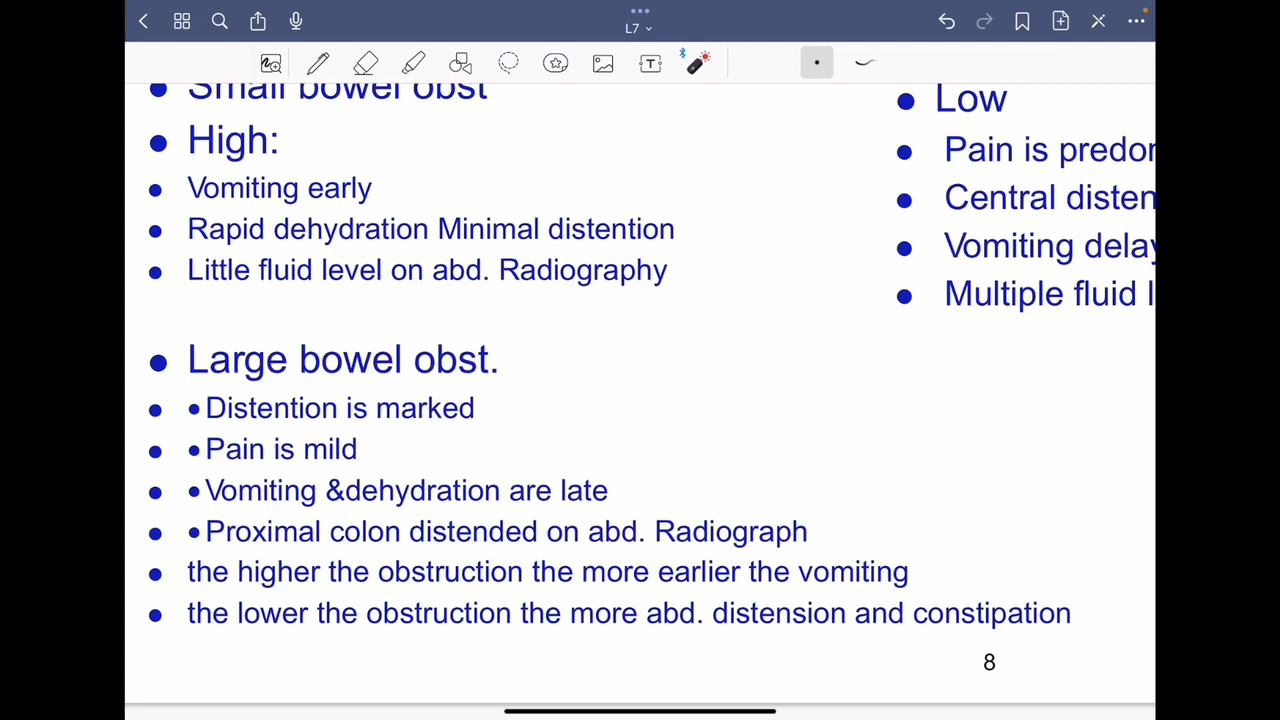 L7
Small bowel obst
High:
Vomiting early
Rapid dehydration Minimal distention
Little fluid level on abd. Radiography
Low
Pain is
Central
Vomiting
Multiple fluid
Large bowel obst.
•Distention is marked
•Pain is mild
•Vomiting &dehydration are late
•Proximal colon distended on abd. Radiograph
the higher the obstruction the more earlier the vomiting
the lower the obstruction the more abd. distension and constipation
8